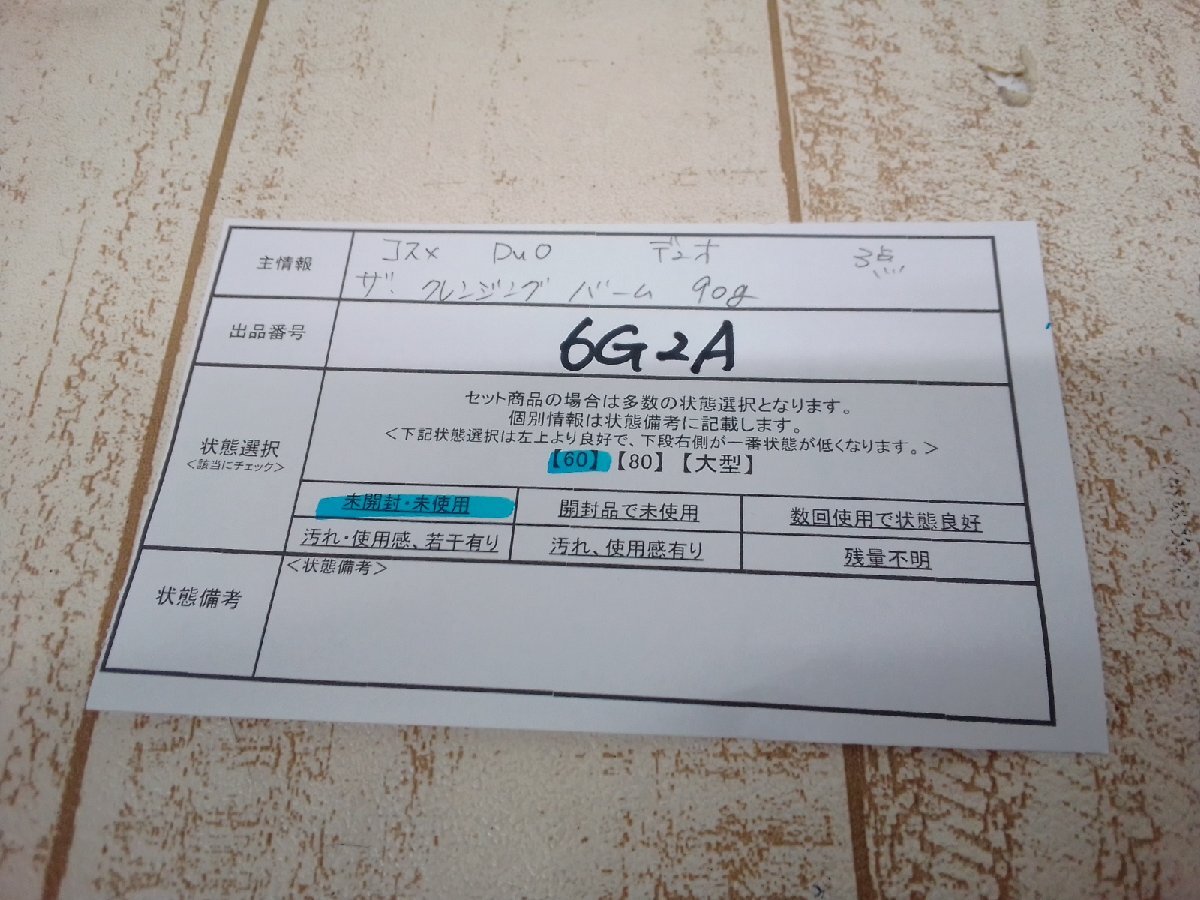 主情報
コスメ DUO デュオ 3点
ザ クレンジング バーム 90g
出品番号
6G2A
状態選択
<該当にチェック>
セット商品の場合は多数の状態選択となります。
個別情報は状態備考に記載します。
<下記状態選択は左上より良好で、下段右側が一番状態が低くなります。>
【60】【80】【大型】
未開封・未使用 開封品で未使用 数回使用で状態良好
汚れ・使用感、若干有り 汚れ、使用感有り 残量不明
状態備考
<状態備考>